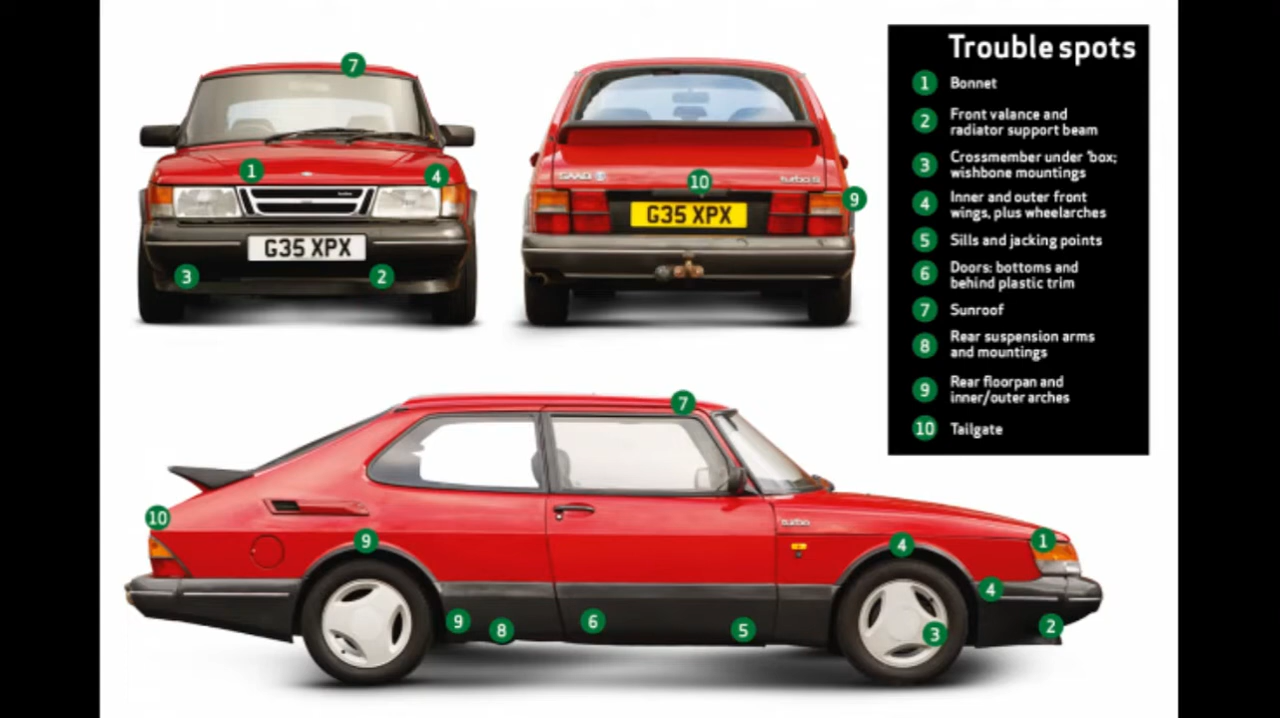 7
1
4
G35 XPX
3
2
10
SAAB
turbo S
9
G35 XPX
Trouble spots
1 Bonnet
2 Front valance and
radiator support beam
3 Crossmember under 'box;
wishbone mountings
4 Inner and outer front
wings, plus wheelarches
5 Sills and jacking points
6 Doors: bottoms and
behind plastic trim
7 Sunroof
8 Rear suspension arms
and mountings
9 Rear floorpan and
inner/outer arches
10 Tailgate
7
10
turbo
9
4
1
4
9
8
6
5
3
2